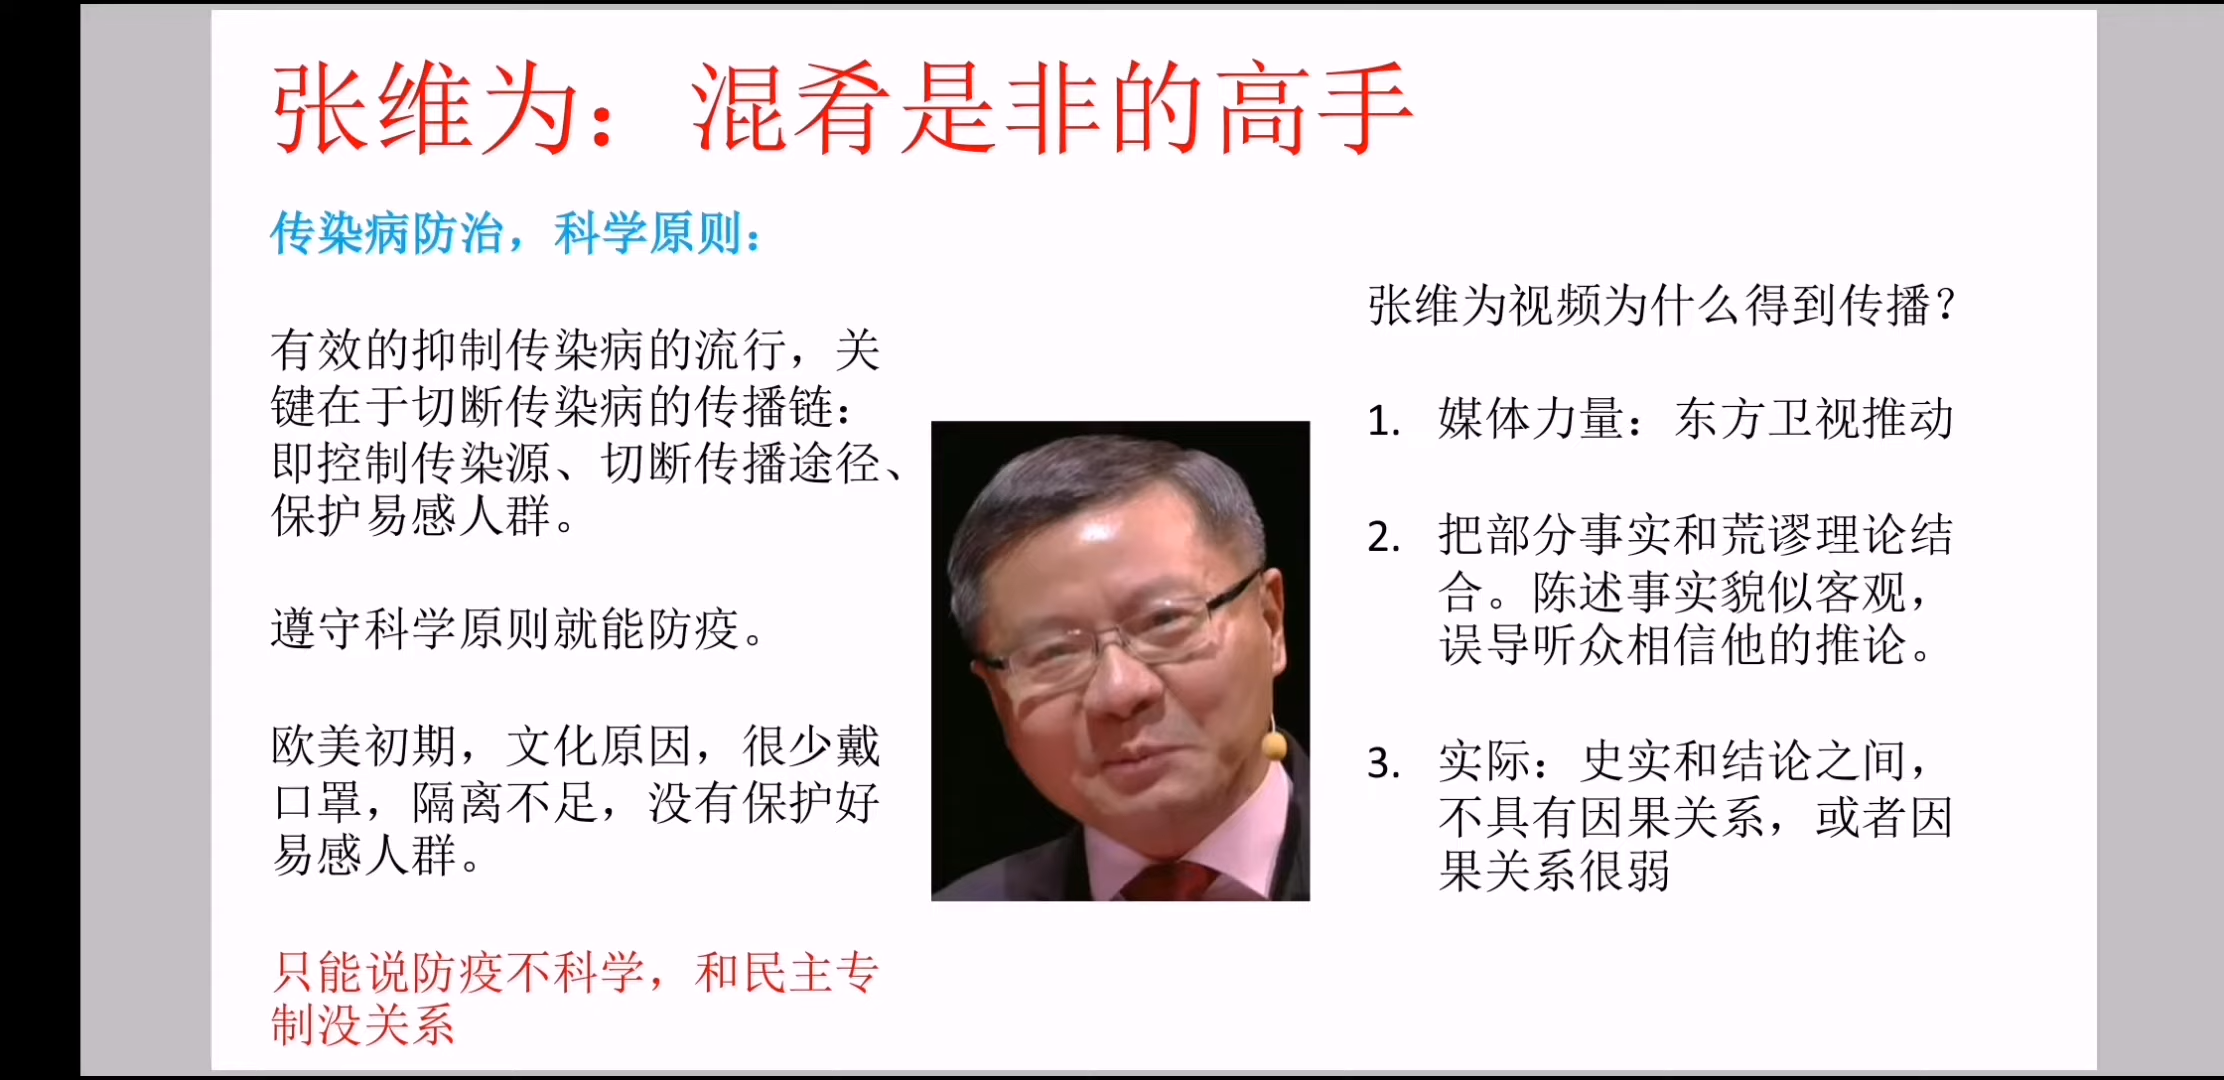 张维为：混肴是非的高手
传染病防治，科学原则：
有效的抑制传染病的流行，关
键在于切断传染病的传播链：
即控制传染源、切断传播途径、
保护易感人群。
遵守科学原则就能防疫。
欧美初期，文化原因，很少戴
口罩，隔离不足，没有保护好
易感人群。
只能说防疫不科学，和民主专
制没关系
张维为视频为什么得到传播？
1. 媒体力量：东方卫视推动
2. 把部分事实和荒谬理论结
合。陈述事实貌似客观，
误导听众相信他的推论。
3. 实际：史实和结论之间，
不具有因果关系，或者因
果关系很弱